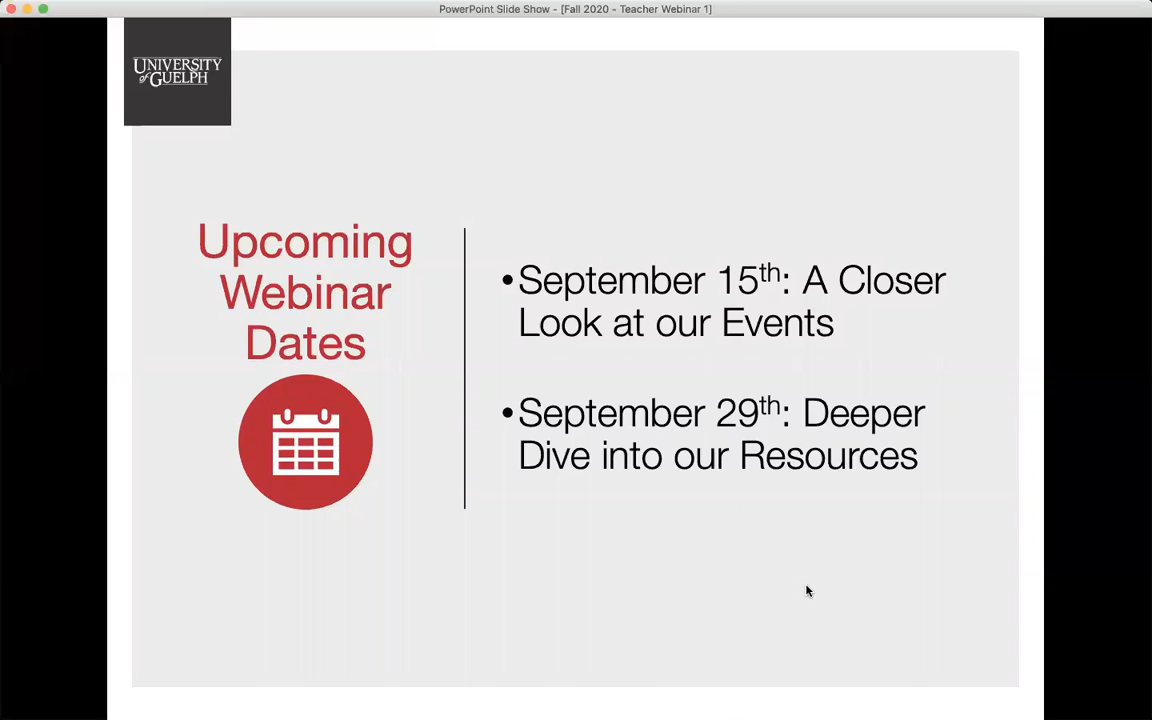 PowerPoint Slide Show - [Fall 2020 - Teacher Webinar 1]
UNIVERSITY
of GUELPH
Upcoming
Webinar
Dates
•September 15th: A Closer
Look at our Events
•September 29th: Deeper
Dive into our Resources